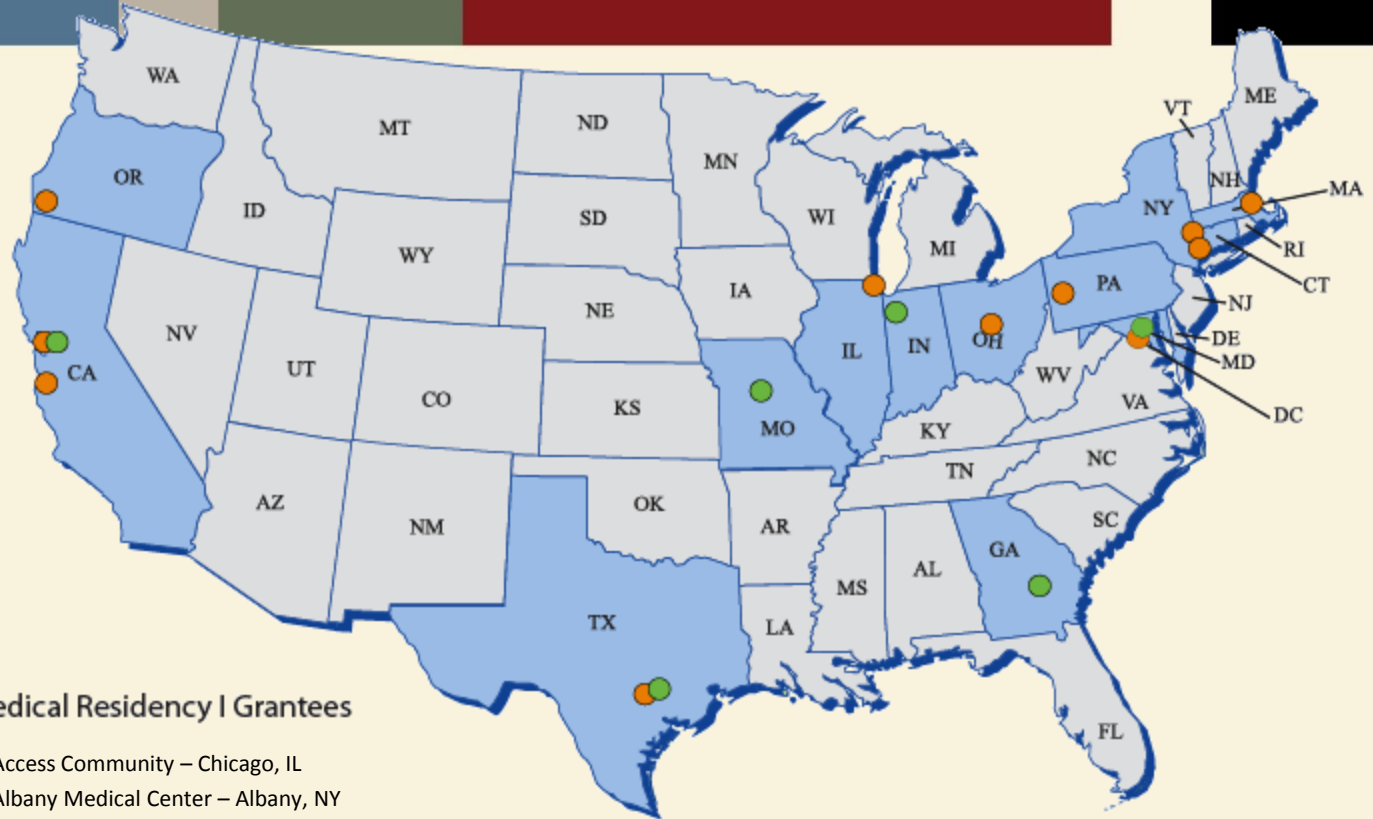 WA
MT
ND
MN
VT
ME
OR
ID
SD
WI
MI
NY
NH
MA
WY
RI
IA
PA
CT
NE
NJ
NV
IL
IN
OH
DE
UT
MD
CA
CO
WV
KS
MO
VA
DC
KY
NC
TN
AZ
OK
NM
AR
SC
GA
MS
AL
TX
LA
FL
edical Residency I Grantees
Access Community – Chicago, IL
Albany Medical Center – Albany, NY